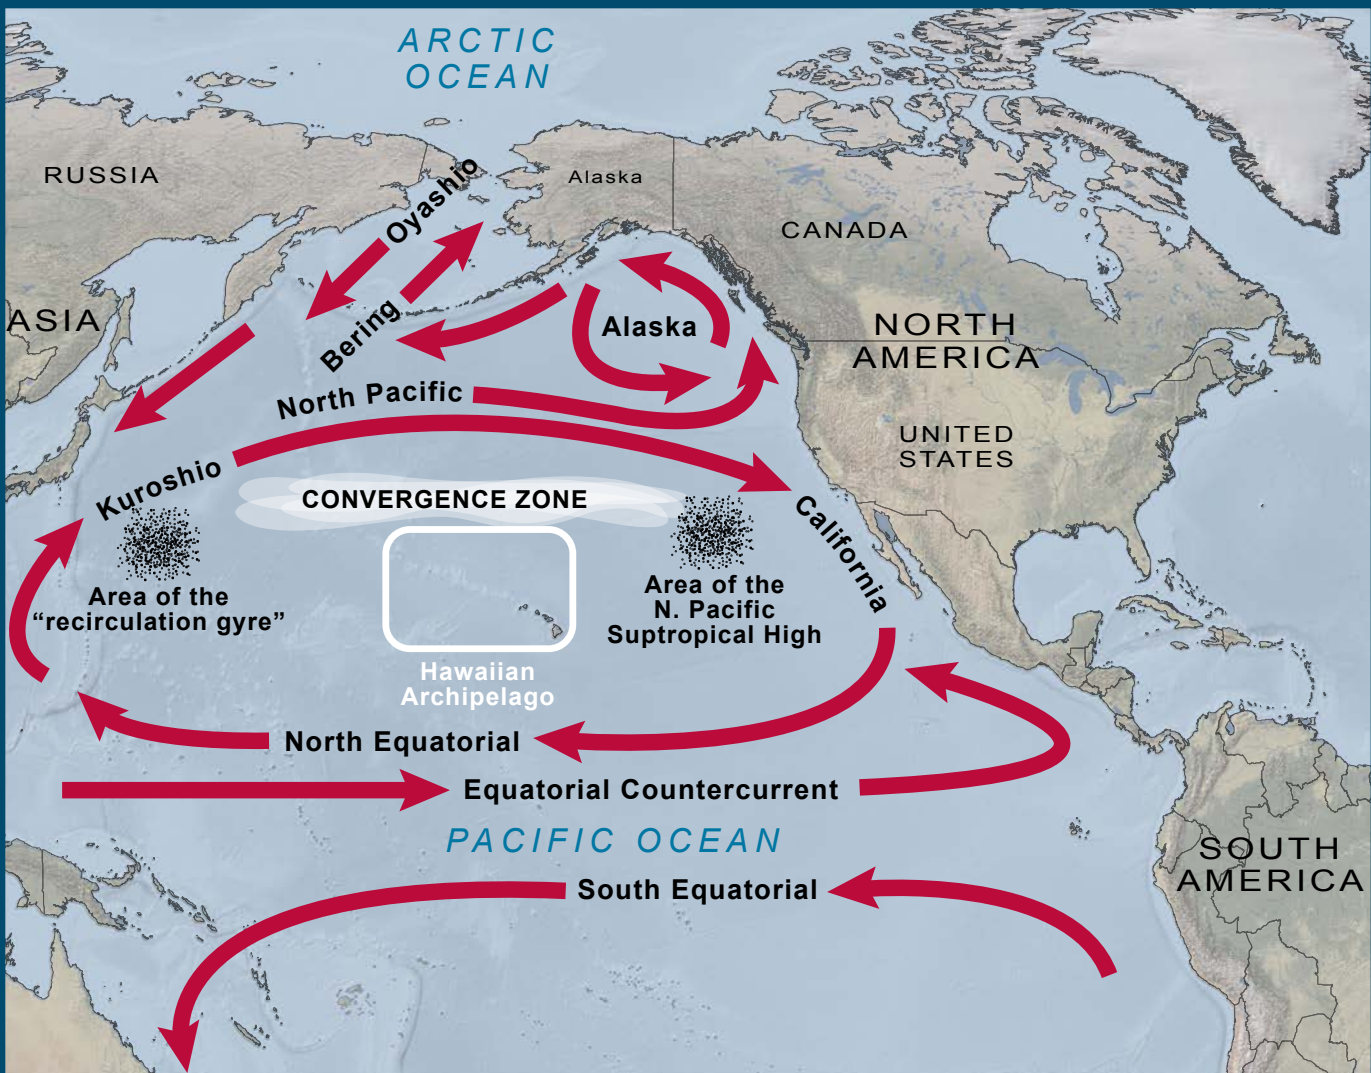 ARCTIC
OCEAN
RUSSIA
Oyashio
Alaska
CANADA
ASIA
Bering
Alaska
NORTH
AMERICA
North Pacific
UNITED
STATES
Kuroshio
CONVERGENCE ZONE
California
Area of the
“recirculation gyre”
Area of the
N. Pacific
Suptropical High
Hawaiian
Archipelago
North Equatorial
Equatorial Countercurrent
PACIFIC OCEAN
South Equatorial
SOUTH
AMERICA